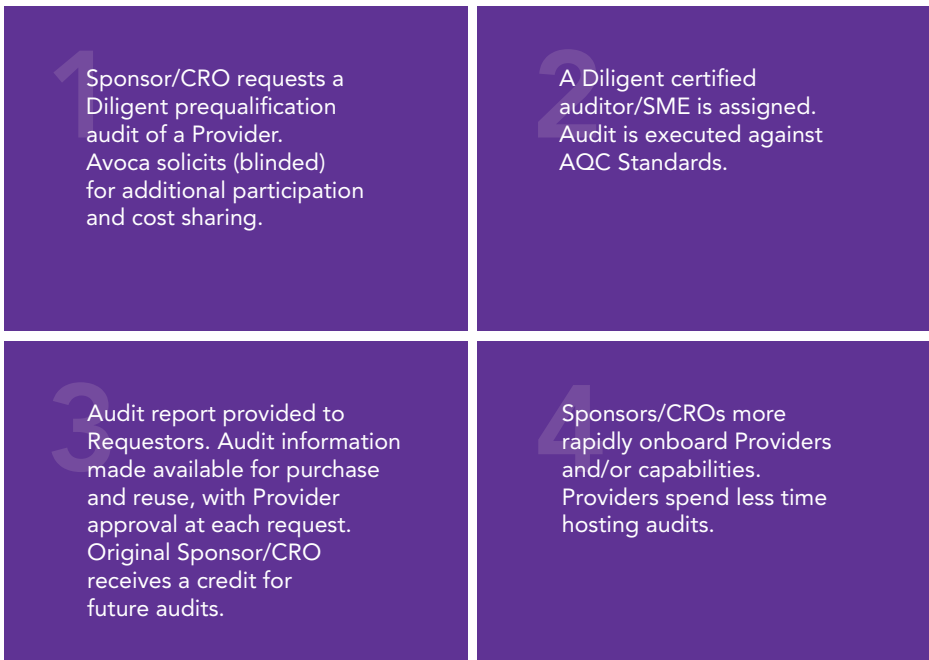 1
Sponsor/CRO requests a
Diligent prequalification
audit of a Provider.
Avoca solicits (blinded)
for additional participation
and cost sharing.
2
A Diligent certified
auditor/SME is assigned.
Audit is executed against
AQC Standards.
3
Audit report provided to
Requestors. Audit information
made available for purchase
and reuse, with Provider
approval at each request.
Original Sponsor/CRO
receives a credit for
future audits.
4
Sponsors/CROs more
rapidly onboard Providers
and/or capabilities.
Providers spend less time
hosting audits.